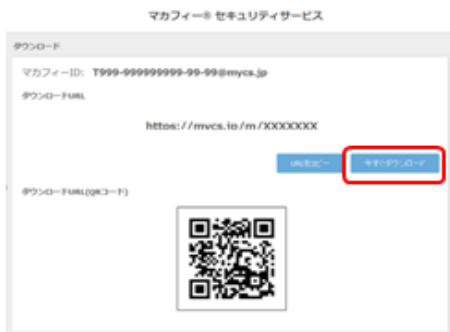 マカフィー® セキュリティサービス
ダウンロード
マカフィーID: T999-999999999-99-99@mycs.jp
ダウンロードURL
https://mvcs.io/m/XXXXXXX
URLをコピー
今すぐダウンロード
ダウンロードURL(QRコード)